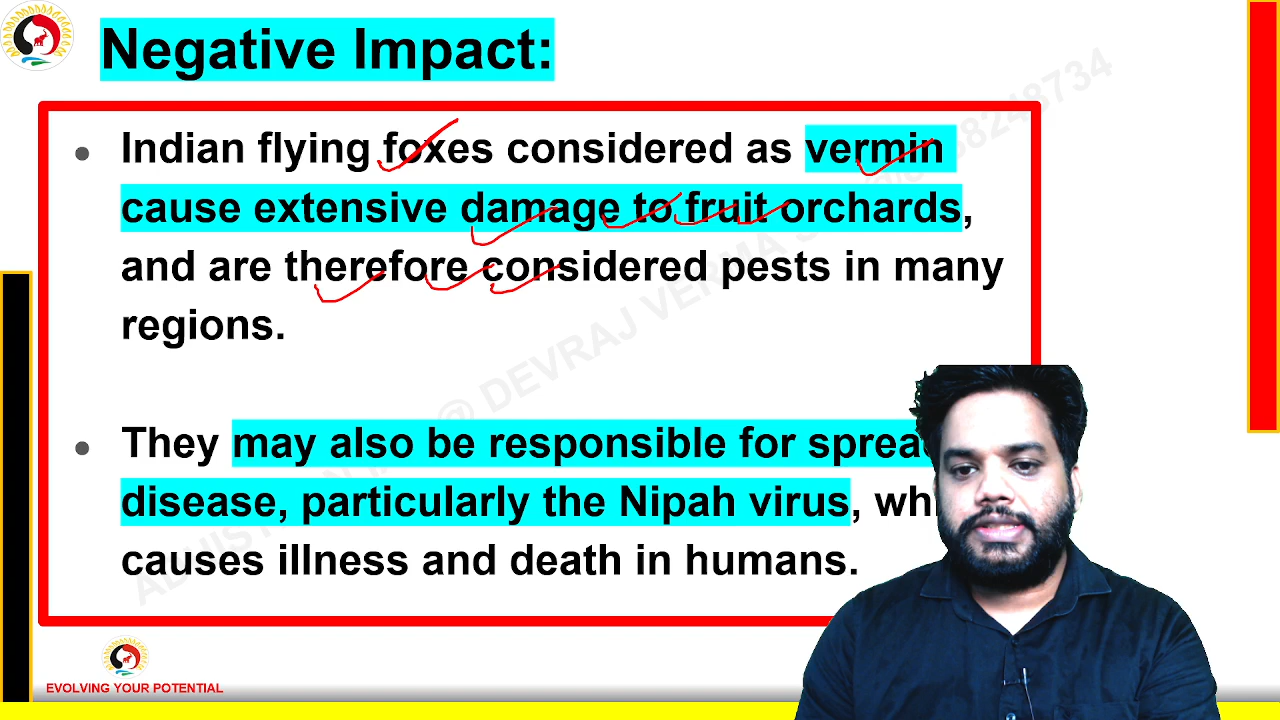 Negative Impact:
Indian flying foxes considered as vermin
cause extensive damage to fruit orchards,
and are therefore considered pests in many
regions.
They may also be responsible for
disease, particularly the Nipah virus,
causes illness and death in humans.
EVOLVING YOUR POTENTIAL